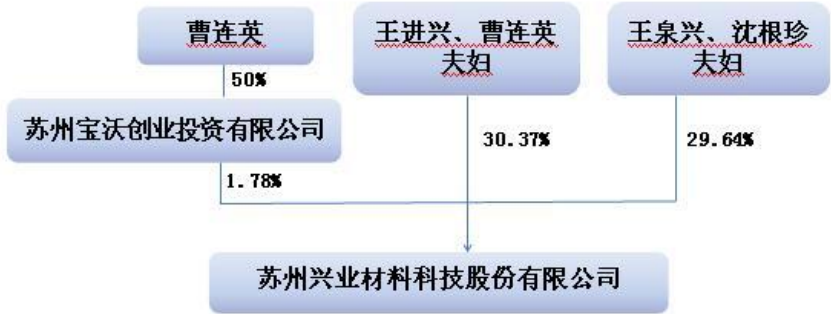 曹连英
王进兴、曹连英
夫妇
王泉兴、沈根珍
夫妇
50%
苏州宝沃创业投资有限公司
30.37%
29.64%
1.78%
苏州兴业材料科技股份有限公司